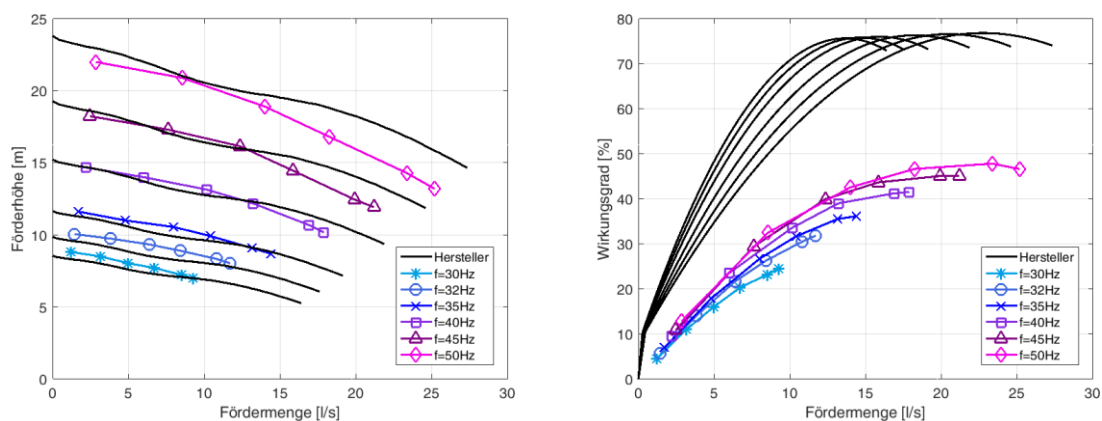 25
20
15
10
5
0
Förderhöhe [m]
0 5 10 15 20 25 30
Fördermenge [l/s]
Hersteller
f=30Hz
f=32Hz
f=35Hz
f=40Hz
f=45Hz
f=50Hz
80
70
60
50
40
30
20
10
0
Wirkungsgrad [%]
0 5 10 15 20 25 30
Fördermenge [l/s]
Hersteller
f=30Hz
f=32Hz
f=35Hz
f=40Hz
f=45Hz
f=50Hz